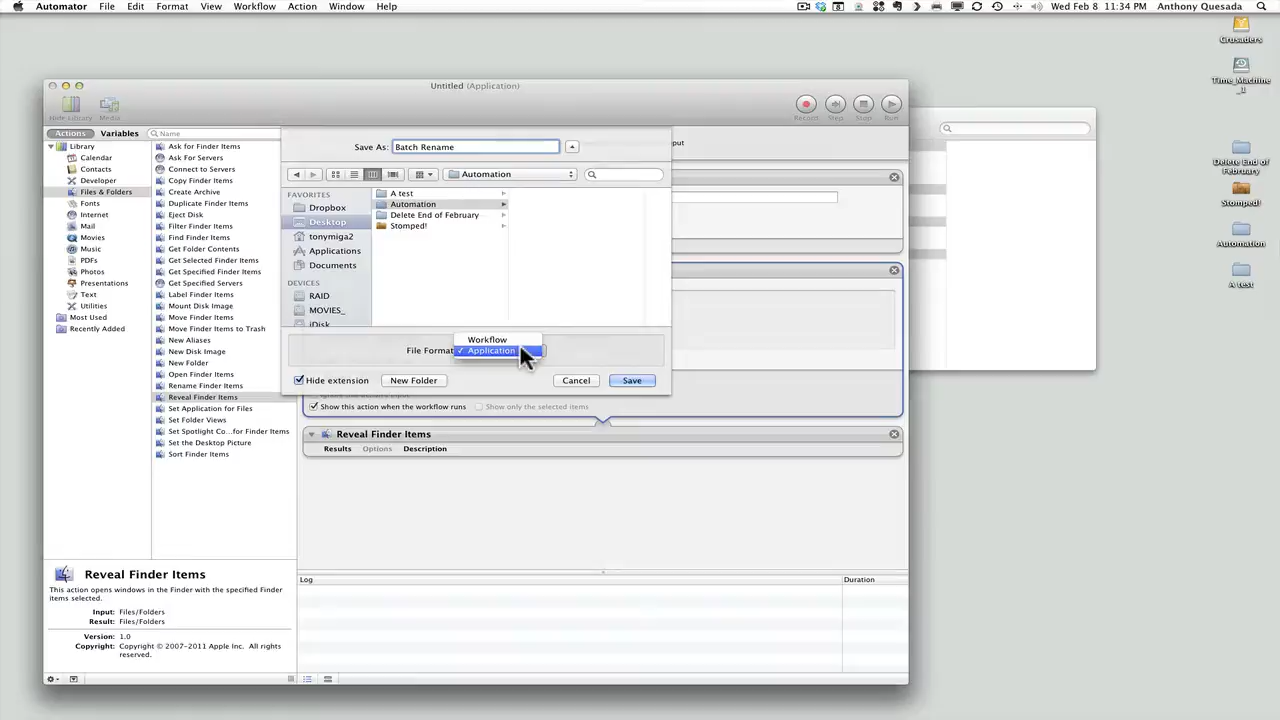 Automator File Edit Format View Workflow Action Window Help
Wed Feb 8 11:34 PM Anthony Quesada
Crusaders
Time_Machine
_1
Delete End of
February
Stomped!
Automation
A test
Untitled (Application)
Hide Library Media
Record Step Stop Run
Actions Variables
Name
Library
Calendar
Contacts
Developer
Files & Folders
Fonts
Internet
Mail
Movies
Music
PDFs
Photos
Presentations
Text
Utilities
Most Used
Recently Added
Ask for Finder Items
Ask For Servers
Connect to Servers
Copy Finder Items
Create Archive
Duplicate Finder Items
Eject Disk
Filter Finder Items
Find Finder Items
Get Folder Contents
Get Selected Finder Items
Get Specified Finder Items
Get Specified Servers
Label Finder Items
Mount Disk Image
Move Finder Items
Move Finder Items to Trash
New Aliases
New Disk Image
New Folder
Open Finder Items
Rename Finder Items
Reveal Finder Items
Set Application for Files
Set Folder Views
Set Spotlight Co...for Finder Items
Set the Desktop Picture
Sort Finder Items
Save As: Batch Rename
Automation
FAVORITES
Dropbox
Desktop
tonymiga2
Applications
Documents
DEVICES
RAID
MOVIES_
iDisk
A test
Automation
Delete End of February
Stomped!
File Format
Workflow
✓ Application
Hide extension
New Folder
Cancel
Save
put
Show this action when the workflow runs
Show only the selected items
Reveal Finder Items
Results Options Description
Log
Duration
Reveal Finder Items
This action opens windows in the Finder with the specified Finder
items selected.
Input: Files/Folders
Result: Files/Folders
Version: 1.0
Copyright: Copyright © 2007-2011 Apple Inc. All rights
reserved.